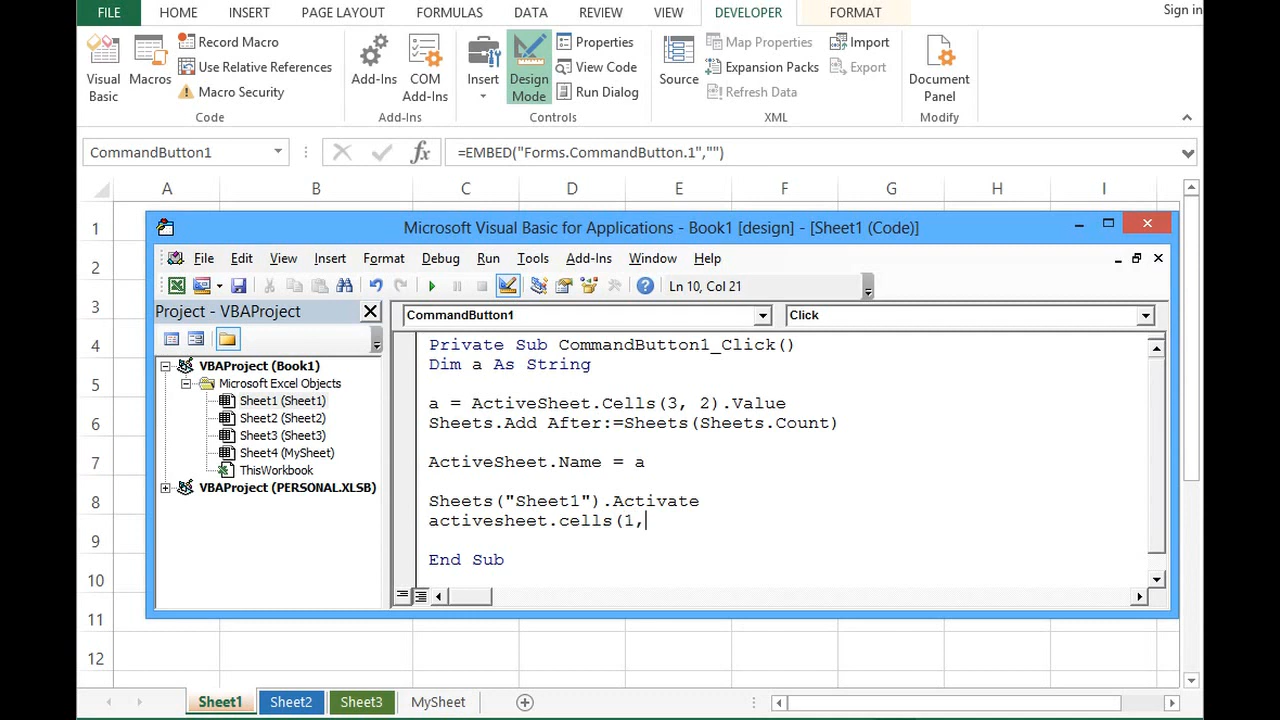 FILE HOME INSERT PAGE LAYOUT FORMULAS DATA REVIEW VIEW DEVELOPER FORMAT Sign in
Record Macro
Use Relative References
Macro Security
Visual Basic
Macros
Code
Add-Ins
COM Add-Ins
Add-Ins
Insert
Design Mode
Properties
View Code
Run Dialog
Controls
Source
Map Properties
Expansion Packs
Refresh Data
Import
Export
XML
Document Panel
Modify
CommandButton1 fx =EMBED("Forms.CommandButton.1","")
A B C D E F G H I
1
2
3
4
5
6
7
8
9
10
11
12
Microsoft Visual Basic for Applications - Book1 [design] - [Sheet1 (Code)]
File Edit View Insert Format Debug Run Tools Add-Ins Window Help
Ln 10, Col 21
Project - VBAProject
VBAProject (Book1)
Microsoft Excel Objects
Sheet1 (Sheet1)
Sheet2 (Sheet2)
Sheet3 (Sheet3)
Sheet4 (MySheet)
ThisWorkbook
VBAProject (PERSONAL.XLSB)
CommandButton1 Click
Private Sub CommandButton1_Click()
Dim a As String
a = ActiveSheet.Cells(3, 2).Value
Sheets.Add After:=Sheets(Sheets.Count)
ActiveSheet.Name = a
Sheets("Sheet1").Activate
activesheet.cells(1,
End Sub
Sheet1 Sheet2 Sheet3 MySheet